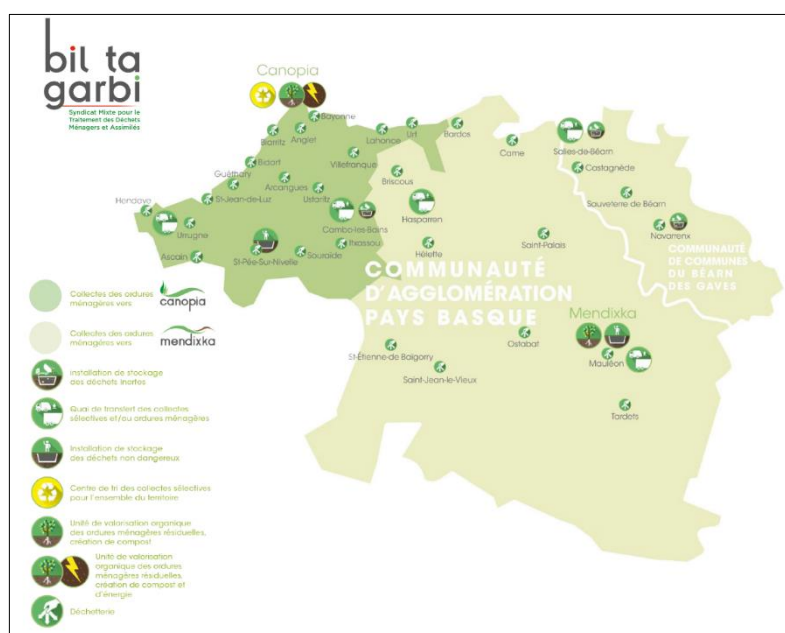 bil ta
garbi
Syndicat Mixte pour le
Traitement des Déchets
Ménagers et Assimilés
Canopia
Bayonne
Biarritz
Anglet
Lahonce
Urt
Bardos
Bidart
Villefranque
Guéthary
Arcangues
Briscous
Came
Salies-de-Béarn
Castagnède
Hendaye
St-Jean-de-Luz
Ustaritz
Sauveterre de Béarn
Urrugne
Cambo-les-Bains
Hasparren
Navarrenx
Ascain
St-Pée-Sur-Nivelle
Souraïde
Itxassou
Hélette
Saint-Palais
COMMUNAUTÉ
DE COMMUNES
DU BÉARN
DES GAVES
COMMUNAUTÉ
D'AGGLOMÉRATION
PAYS BASQUE
Mendixka
St-Étienne-de Baïgorry
Ostabat
Mauléon
Saint-Jean-le-Vieux
Tardets
Collectes des ordures
ménagères vers
canopia
Collectes des ordures
ménagères vers
mendixka
Installation de stockage
des déchets inertes
Quai de transfert des collectes
sélectives et/ou ordures ménagères
Installation de stockage
des déchets non dangereux
Centre de tri des collectes sélectives
pour l'ensemble du territoire
Unité de valorisation organique
des ordures ménagères résiduelles,
création de compost
Unité de valorisation
organique des ordures
ménagères résiduelles,
création de compost et
d'énergie
Déchetterie